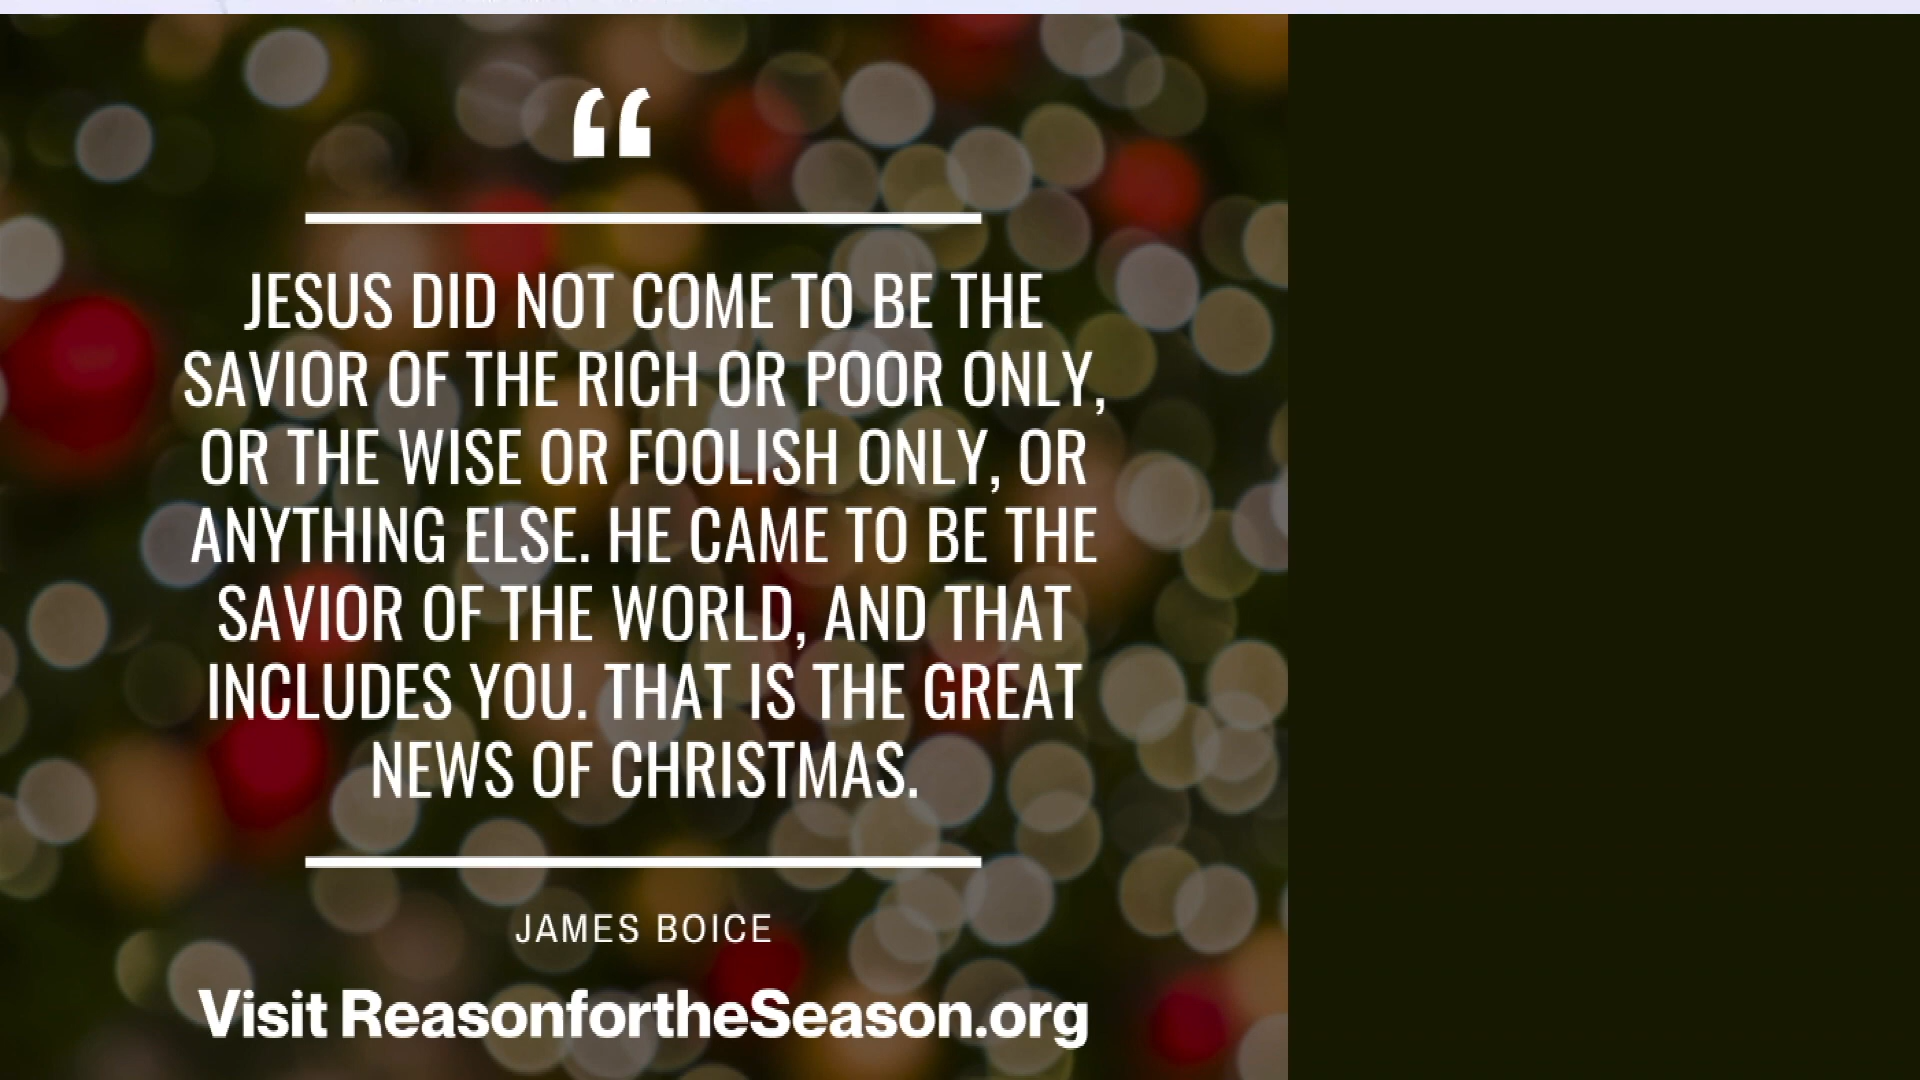 “
JESUS DID NOT COME TO BE THE
SAVIOR OF THE RICH OR POOR ONLY,
OR THE WISE OR FOOLISH ONLY, OR
ANYTHING ELSE. HE CAME TO BE THE
SAVIOR OF THE WORLD, AND THAT
INCLUDES YOU. THAT IS THE GREAT
NEWS OF CHRISTMAS.
JAMES BOICE
Visit ReasonfortheSeason.org